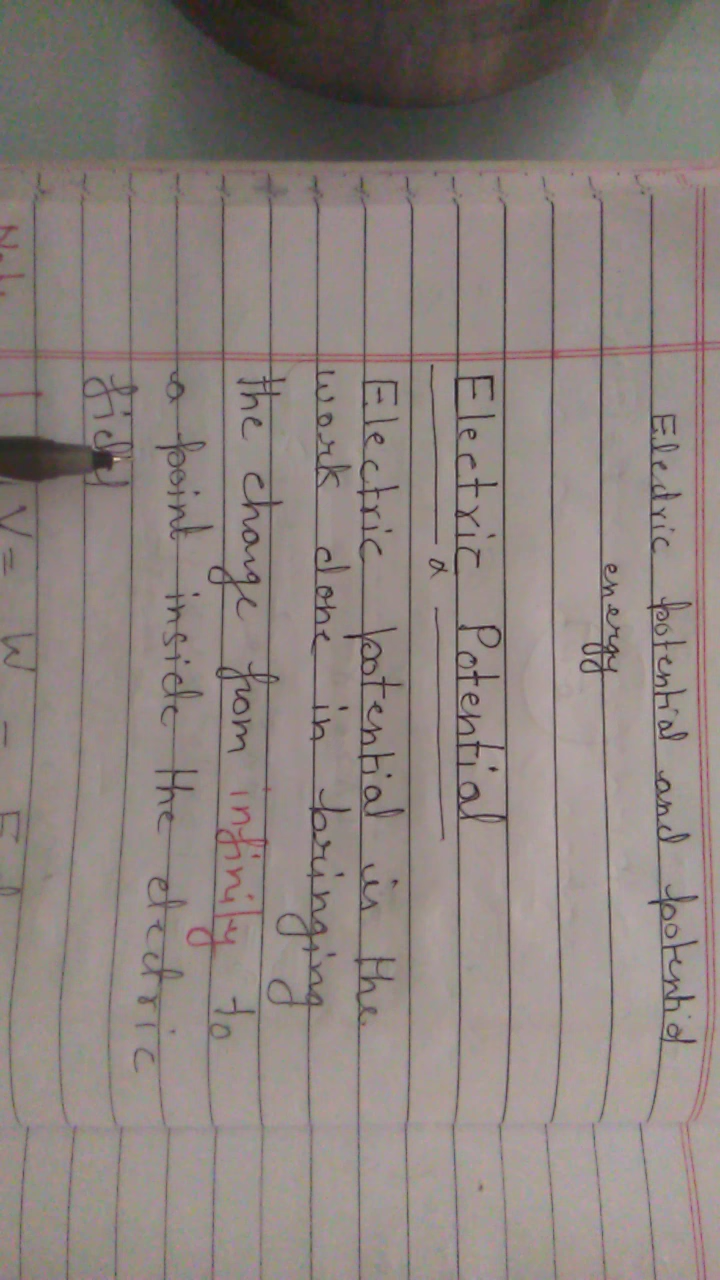 Electric potential and potential
energy
Electric Potential
x
Electric potential is the
work done in bringing
the charge from infinity to
a point inside the electric
field
V = W = E